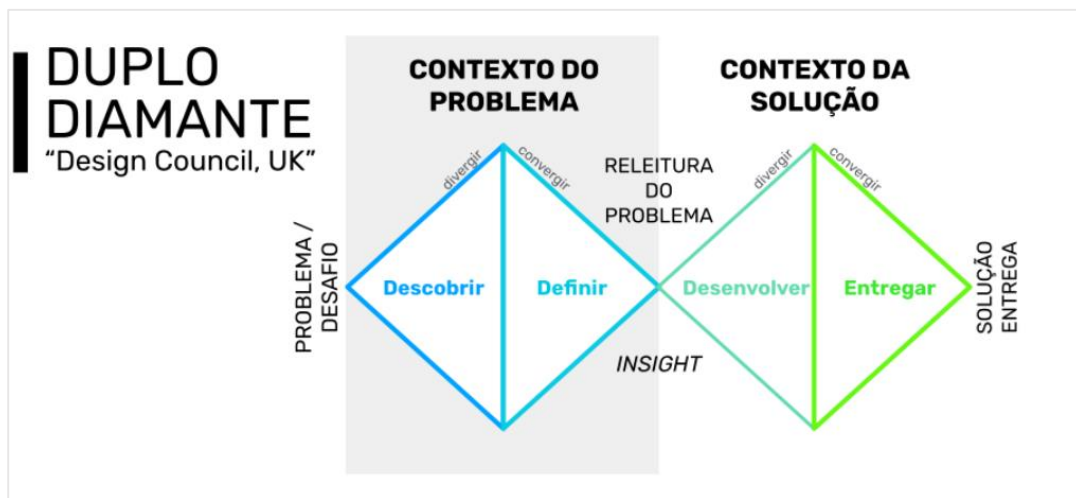 DUPLO
DIAMANTE
“Design Council, UK”
CONTEXTO DO
PROBLEMA
CONTEXTO DA
SOLUÇÃO
divergir
convergir
RELEITURA
DO
PROBLEMA
divergir
convergir
PROBLEMA /
DESAFIO
Descobrir
Definir
Desenvolver
Entregar
SOLUÇÃO
ENTREGA
INSIGHT